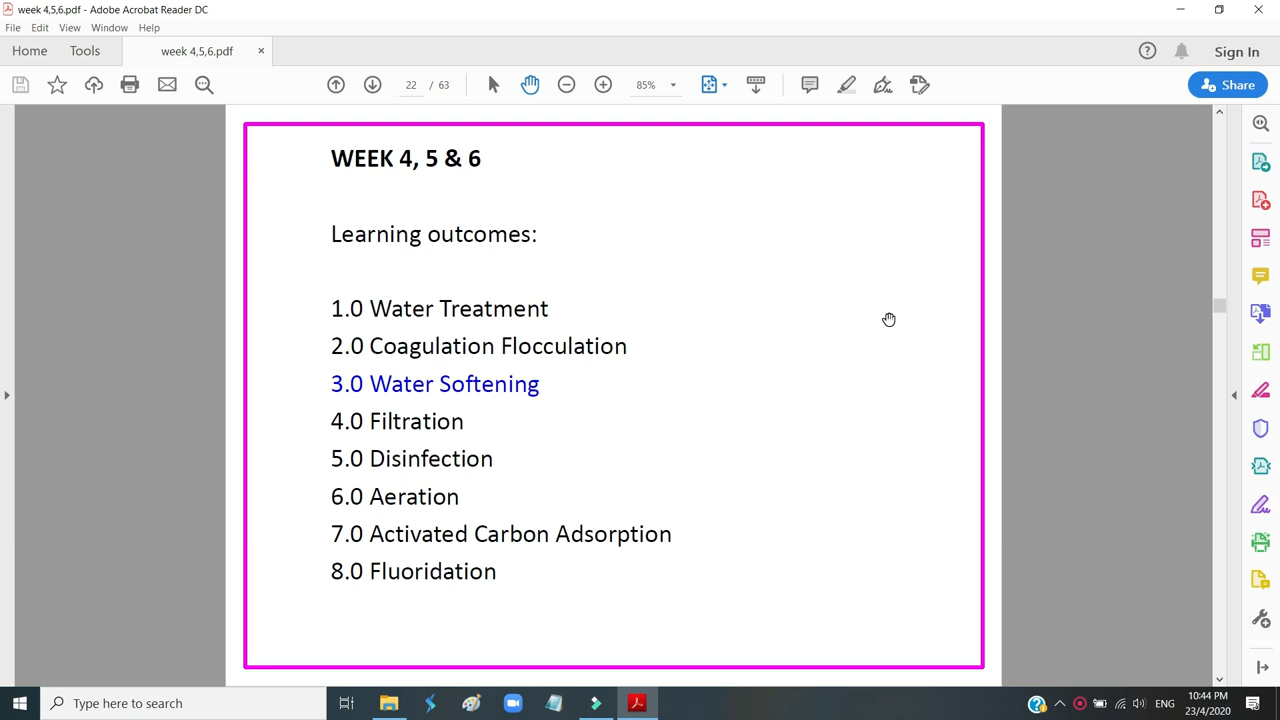 week 4,5,6.pdf - Adobe Acrobat Reader DC
File Edit View Window Help
Home Tools week 4,5,6.pdf × Sign In
22 / 63 85% Share
WEEK 4, 5 & 6
Learning outcomes:
1.0 Water Treatment
2.0 Coagulation Flocculation
3.0 Water Softening
4.0 Filtration
5.0 Disinfection
6.0 Aeration
7.0 Activated Carbon Adsorption
8.0 Fluoridation
Type here to search
ENG
10:44 PM
23/4/2020